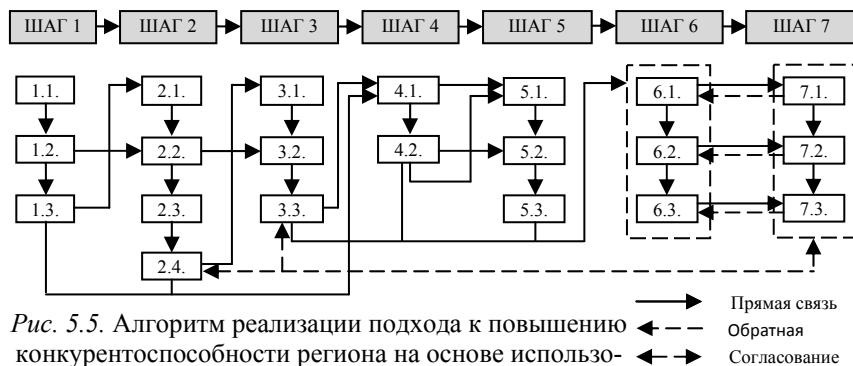 ШАГ 1 ШАГ 2 ШАГ 3 ШАГ 4 ШАГ 5 ШАГ 6 ШАГ 7
1.1. 2.1. 3.1. 4.1. 5.1. 6.1. 7.1.
1.2. 2.2. 3.2. 4.2. 5.2. 6.2. 7.2.
1.3. 2.3. 3.3. 5.3. 6.3. 7.3.
2.4.
Рис. 5.5. Алгоритм реализации подхода к повышению
конкурентоспособности региона на основе использо-
Прямая связь
Обратная
Согласование